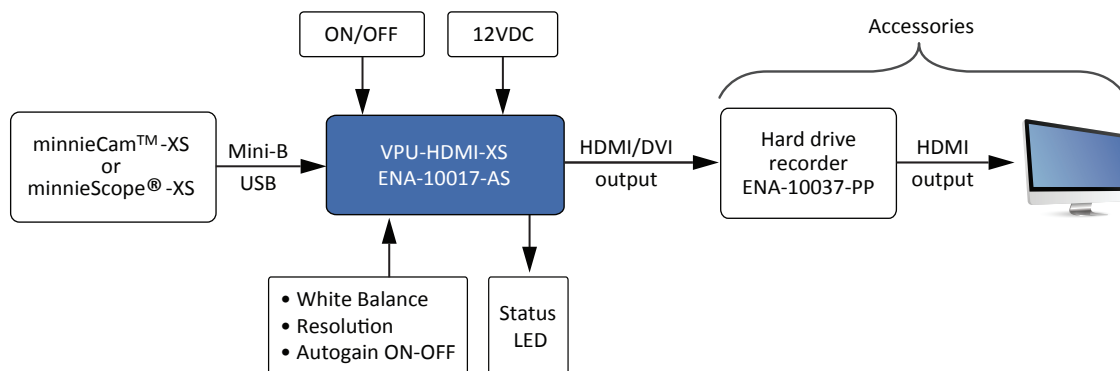 ON/OFF
12VDC
Accessories
minnieCam™-XS
or
minnieScope®-XS
Mini-B
USB
VPU-HDMI-XS
ENA-10017-AS
HDMI/DVI
output
Hard drive
recorder
ENA-10037-PP
HDMI
output
• White Balance
• Resolution
• Autogain ON-OFF
Status
LED